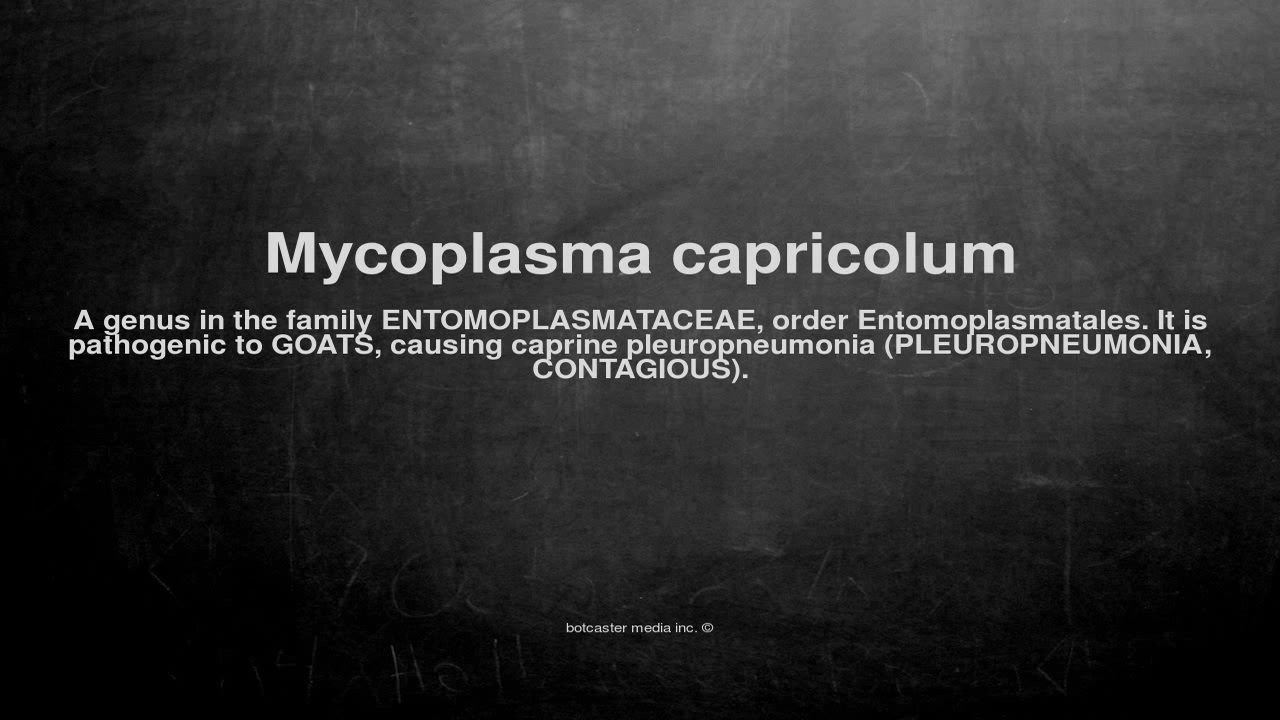 Mycoplasma capricolum
A genus in the family ENTOMOPLASMATACEAE, order Entomoplasmatales. It is
pathogenic to GOATS, causing caprine pleuropneumonia (PLEUROPNEUMONIA,
CONTAGIOUS).
botcaster media inc. ©